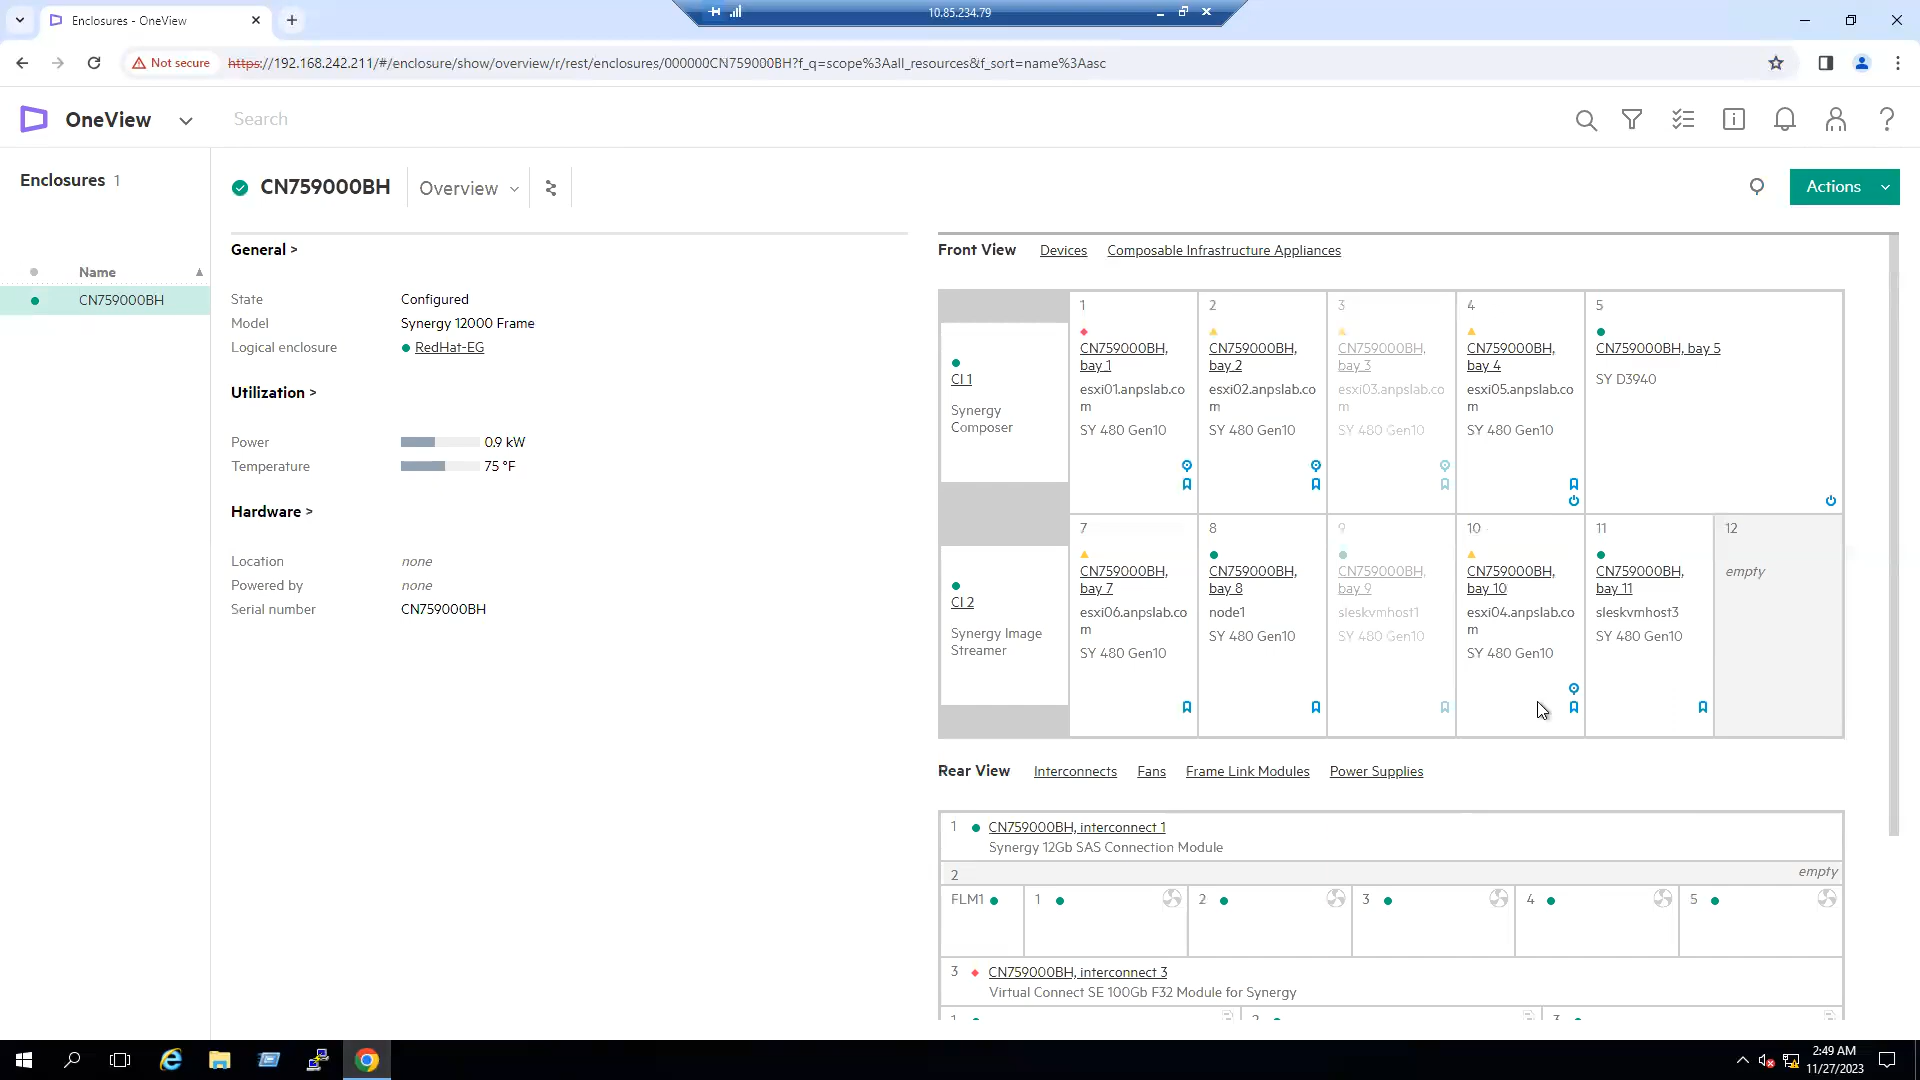 Enclosures - OneView
10.85.234.79
Not secure
https://192.168.242.211/#/enclosure/show/overview/r/rest/enclosures/000000CN759000BH?f_q=scope%3Aall_resources&f_sort=name%3Aasc
OneView
Search
Enclosures 1
Name
CN759000BH
CN759000BH
Overview
Actions
General >
State Configured
Model Synergy 12000 Frame
Logical enclosure RedHat-EG
Utilization >
Power 0.9 kW
Temperature 75 °F
Hardware >
Location none
Powered by none
Serial number CN759000BH
Front View Devices Composable Infrastructure Appliances
CI 1
Synergy
Composer
1
CN759000BH,
bay 1
esxi01.anpslab.co
m
SY 480 Gen10
2
CN759000BH,
bay 2
esxi02.anpslab.co
m
SY 480 Gen10
3
CN759000BH,
bay 3
esxi03.anpslab.co
m
SY 480 Gen10
4
CN759000BH,
bay 4
esxi05.anpslab.co
m
SY 480 Gen10
5
CN759000BH, bay 5
SY D3940
CI 2
Synergy Image
Streamer
7
CN759000BH,
bay 7
esxi06.anpslab.co
m
SY 480 Gen10
8
CN759000BH,
bay 8
node1
SY 480 Gen10
9
CN759000BH,
bay 9
sleskvmhost1
SY 480 Gen10
10
CN759000BH,
bay 10
esxi04.anpslab.co
m
SY 480 Gen10
11
CN759000BH,
bay 11
sleskvmhost3
SY 480 Gen10
12
empty
Rear View Interconnects Fans Frame Link Modules Power Supplies
1 CN759000BH, interconnect 1
Synergy 12Gb SAS Connection Module
2 empty
FLM1 1 2 3 4 5
3 CN759000BH, interconnect 3
Virtual Connect SE 100Gb F32 Module for Synergy
2:49 AM
11/27/2023